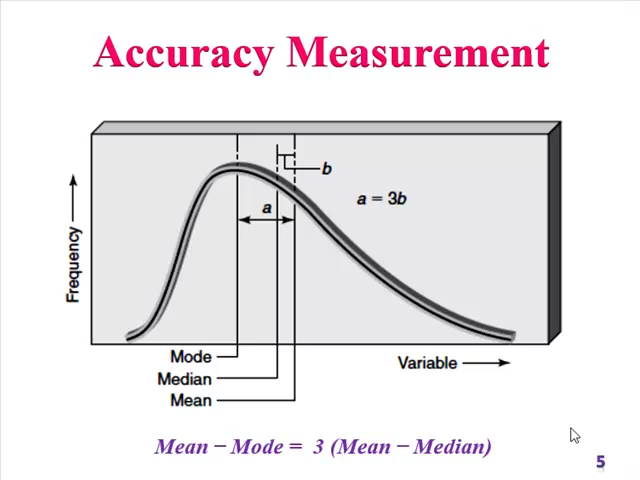 Accuracy Measurement
b
a = 3b
a
Frequency
Mode
Variable
Median
Mean
Mean – Mode = 3 (Mean – Median)
5